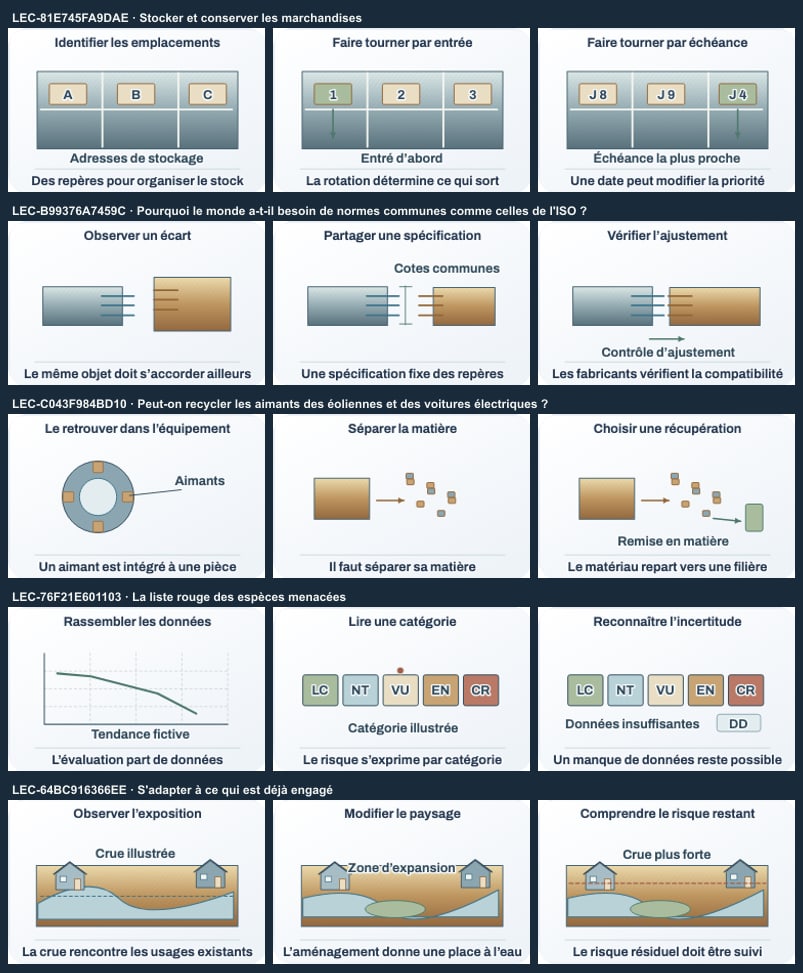 LEC-81E745FA9DAE · Stocker et conserver les marchandises
Identifier les emplacements
A B C
Adresses de stockage
Des repères pour organiser le stock
Faire tourner par entrée
1 2 3
Entré d’abord
La rotation détermine ce qui sort
Faire tourner par échéance
J8 J9 J4
Échéance la plus proche
Une date peut modifier la priorité
LEC-B99376A7459C · Pourquoi le monde a-t-il besoin de normes communes comme celles de l'ISO ?
Observer un écart
Le même objet doit s’accorder ailleurs
Partager une spécification
Cotes communes
Une spécification fixe des repères
Vérifier l’ajustement
Contrôle d’ajustement
Les fabricants vérifient la compatibilité
LEC-C043F984BD10 · Peut-on recycler les aimants des éoliennes et des voitures électriques ?
Le retrouver dans l’équipement
Aimants
Un aimant est intégré à une pièce
Séparer la matière
Il faut séparer sa matière
Choisir une récupération
Remise en matière
Le matériau repart vers une filière
LEC-76F21E601103 · La liste rouge des espèces menacées
Rassembler les données
Tendance fictive
L’évaluation part de données
Lire une catégorie
LC NT VU EN CR
Catégorie illustrée
Le risque s’exprime par catégorie
Reconnaître l’incertitude
LC NT VU EN CR
Données insuffisantes DD
Un manque de données reste possible
LEC-64BC916366EE · S'adapter à ce qui est déjà engagé
Observer l’exposition
Crue illustrée
La crue rencontre les usages existants
Modifier le paysage
Zone d’expansion
L’aménagement donne une place à l’eau
Comprendre le risque restant
Crue plus forte
Le risque résiduel doit être suivi